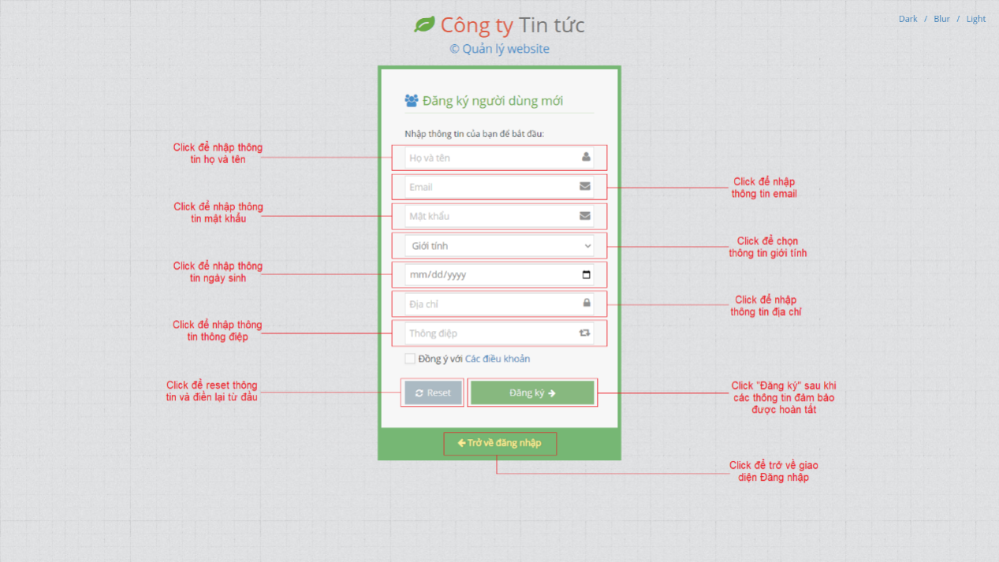 Công ty Tin tức
© Quản lý website
Dark / Blur / Light
Đăng ký người dùng mới
Nhập thông tin của bạn để bắt đầu:
Họ và tên
Email
Mật khẩu
Giới tính
mm/dd/yyyy
Địa chỉ
Thông điệp
Đồng ý với Các điều khoản
Reset
Đăng ký
Trở về đăng nhập
Click để nhập thông
tin họ và tên
Click để nhập
thông tin email
Click để nhập thông
tin mật khẩu
Click để chọn
thông tin giới tính
Click để nhập thông
tin ngày sinh
Click để nhập
thông tin địa chỉ
Click để nhập thông
tin thông điệp
Click để reset thông
tin và điền lại từ đầu
Click "Đăng ký" sau khi
các thông tin đảm bảo
được hoàn tất
Click để trở về giao
diện Đăng nhập